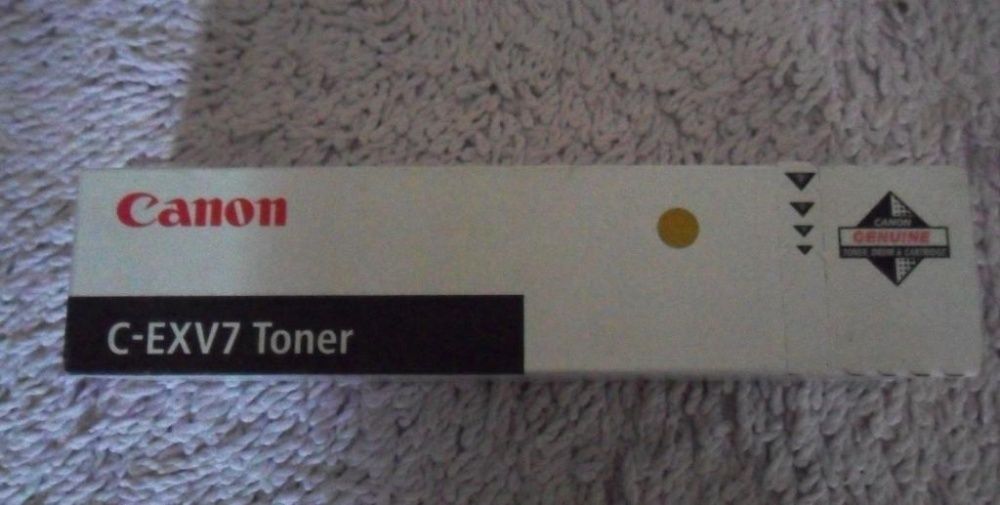 Canon
C-EXV7 Toner
CANON
GENUINE
TONER, DRUM & CARTRIDGE